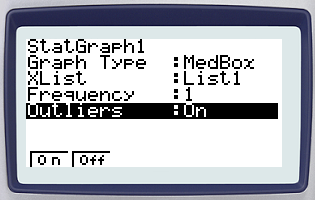 StatGraph1
Graph Type :MedBox
XList :List1
Frequency :1
Outliers :On
On Off